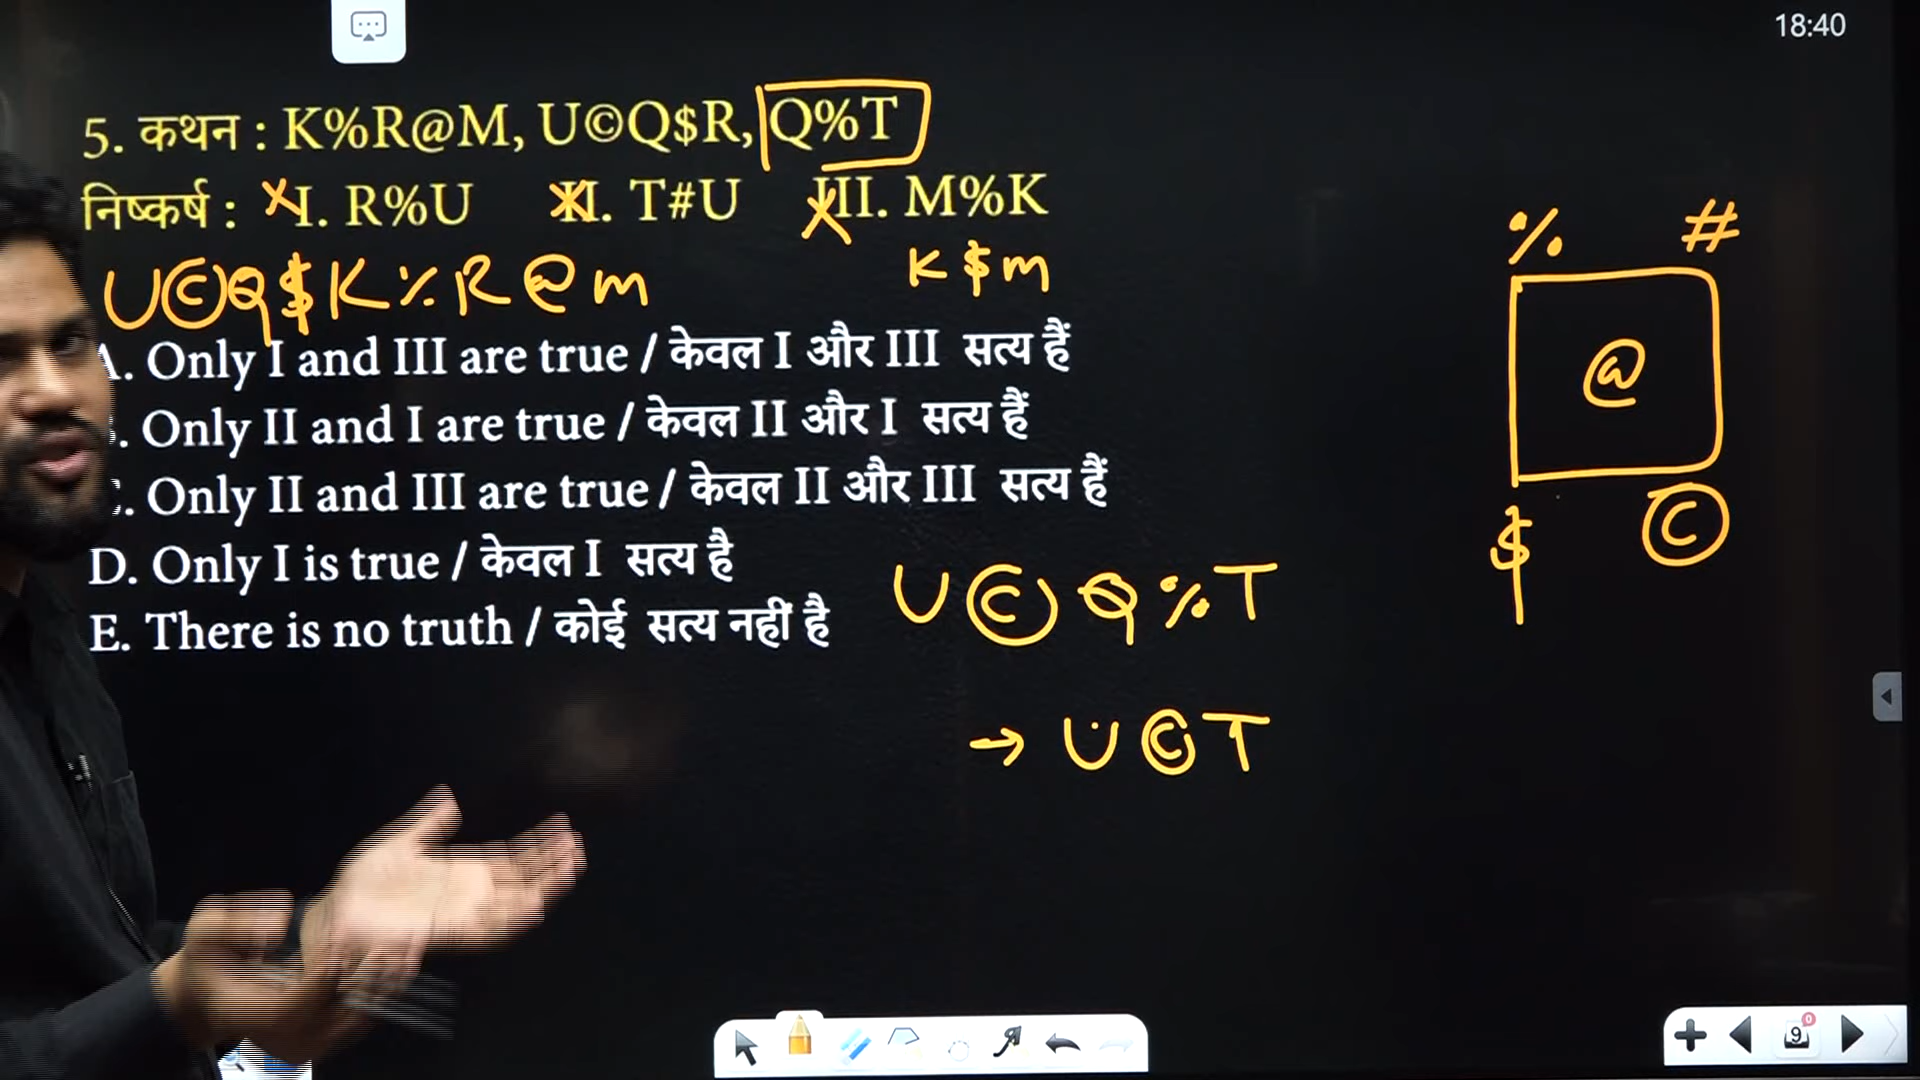 18:40
5. कथन : K%R@M, U©Q$R, Q%T
निष्कर्ष : I. R%U II. T#U III. M%K
U©Q$K%R@m
K $ m
A. Only I and III are true / केवल I और III सत्य हैं
. Only II and I are true / केवल II और I सत्य हैं
. Only II and III are true / केवल II और III सत्य हैं
D. Only I is true / केवल I सत्य है
E. There is no truth / कोई सत्य नहीं है
% #
@
$ ©
U © Q % T
→ U © T
9
0